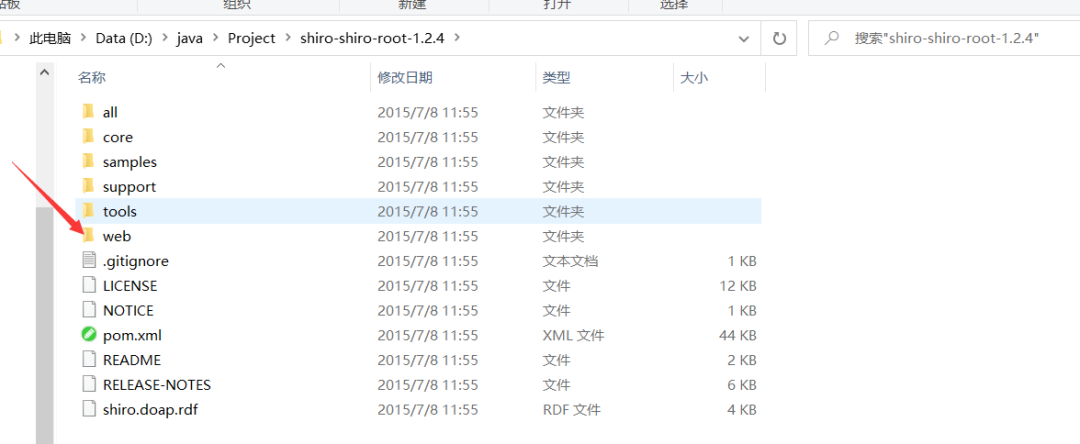 组织 新建 打开 选择
此电脑 Data (D:) java Project shiro-shiro-root-1.2.4
搜索"shiro-shiro-root-1.2.4"
名称 修改日期 类型 大小
all 2015/7/8 11:55 文件夹
core 2015/7/8 11:55 文件夹
samples 2015/7/8 11:55 文件夹
support 2015/7/8 11:55 文件夹
tools 2015/7/8 11:55 文件夹
web 2015/7/8 11:55 文件夹
.gitignore 2015/7/8 11:55 文本文档 1 KB
LICENSE 2015/7/8 11:55 文件 12 KB
NOTICE 2015/7/8 11:55 文件 1 KB
pom.xml 2015/7/8 11:55 XML 文件 44 KB
README 2015/7/8 11:55 文件 2 KB
RELEASE-NOTES 2015/7/8 11:55 文件 6 KB
shiro.doap.rdf 2015/7/8 11:55 RDF 文件 4 KB